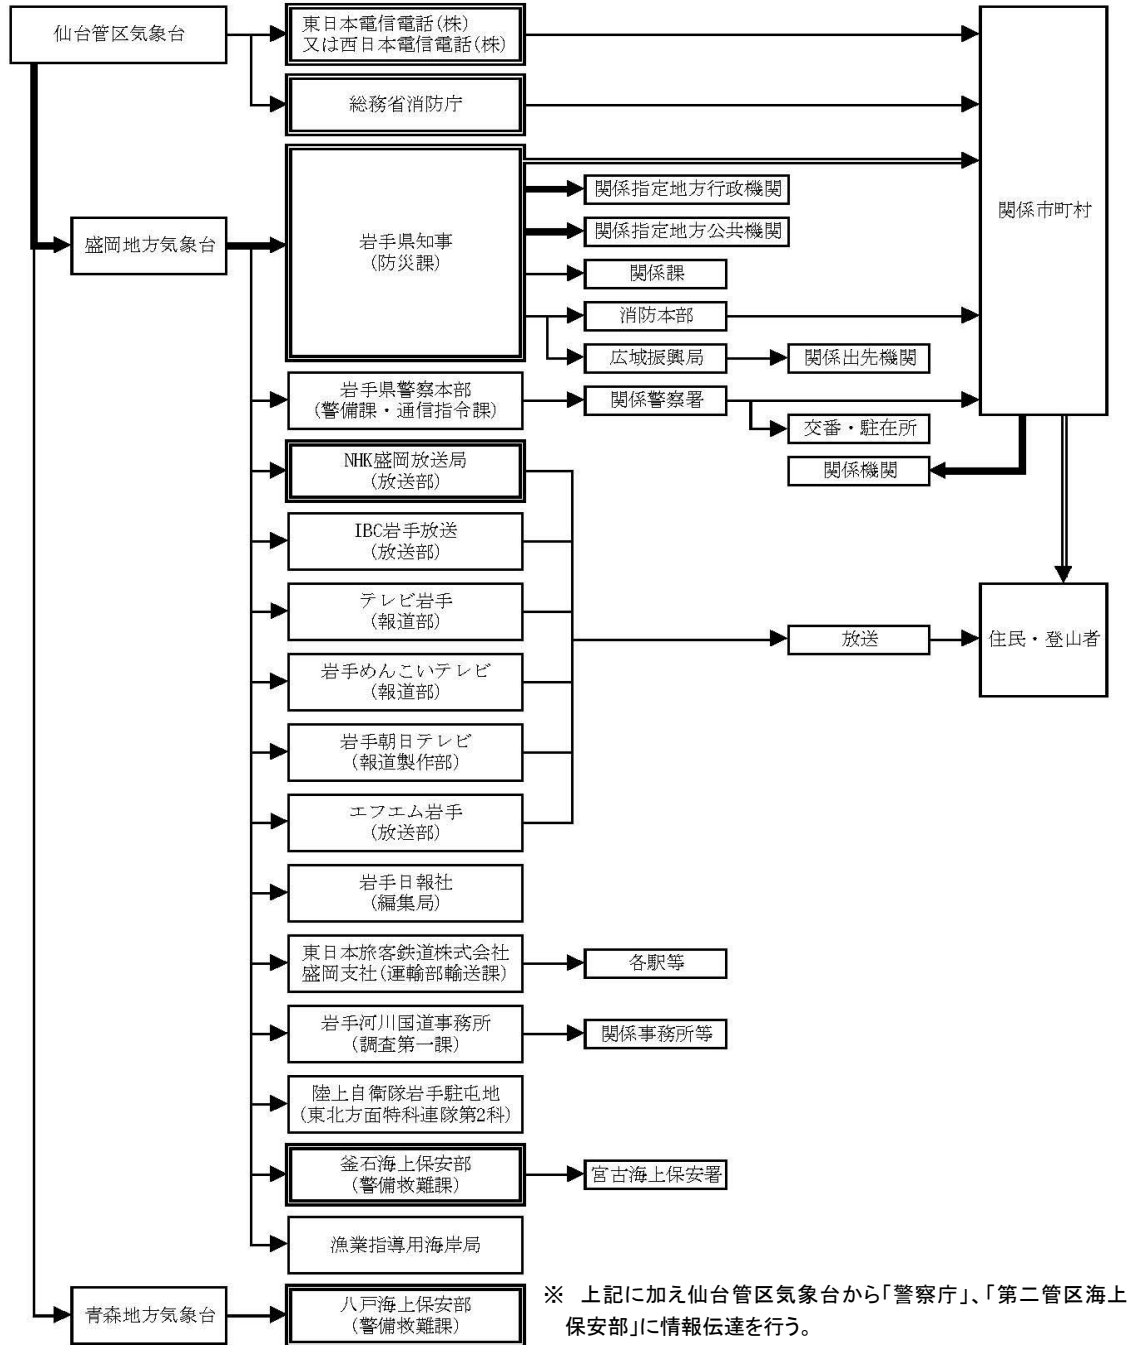 仙台管区気象台
東日本電信電話(株)
又は西日本電信電話(株)
総務省消防庁
関係市町村
盛岡地方気象台
岩手県知事
(防災課)
関係指定地方行政機関
関係指定地方公共機関
関係課
消防本部
広域振興局
関係出先機関
岩手県警察本部
(警備課・通信指令課)
関係警察署
交番・駐在所
関係機関
NHK盛岡放送局
(放送部)
IBC岩手放送
(放送部)
テレビ岩手
(報道部)
岩手めんこいテレビ
(報道部)
岩手朝日テレビ
(報道製作部)
エフエム岩手
(放送部)
放送
住民・登山者
岩手日報社
(編集局)
東日本旅客鉄道株式会社
盛岡支社(運輸部輸送課)
各駅等
岩手河川国道事務所
(調査第一課)
関係事務所等
陸上自衛隊岩手駐屯地
(東北方面特科連隊第2科)
釜石海上保安部
(警備救難課)
宮古海上保安署
漁業指導用海岸局
青森地方気象台
八戸海上保安部
(警備救難課)
※ 上記に加え仙台管区気象台から「警察庁」、「第二管区海上
保安部」に情報伝達を行う。